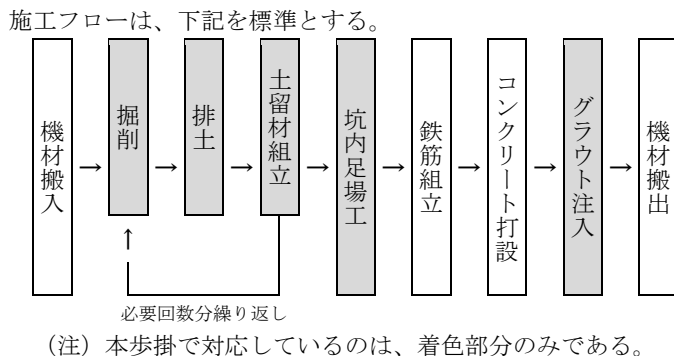 施工フローは、下記を標準とする。
機材搬入
→
掘削
→
排土
→
土留材組立
→
坑内足場工
→
鉄筋組立
→
コンクリート打設
→
グラウト注入
→
機材搬出
↑
必要回数分繰り返し
（注）本歩掛で対応しているのは、着色部分のみである。